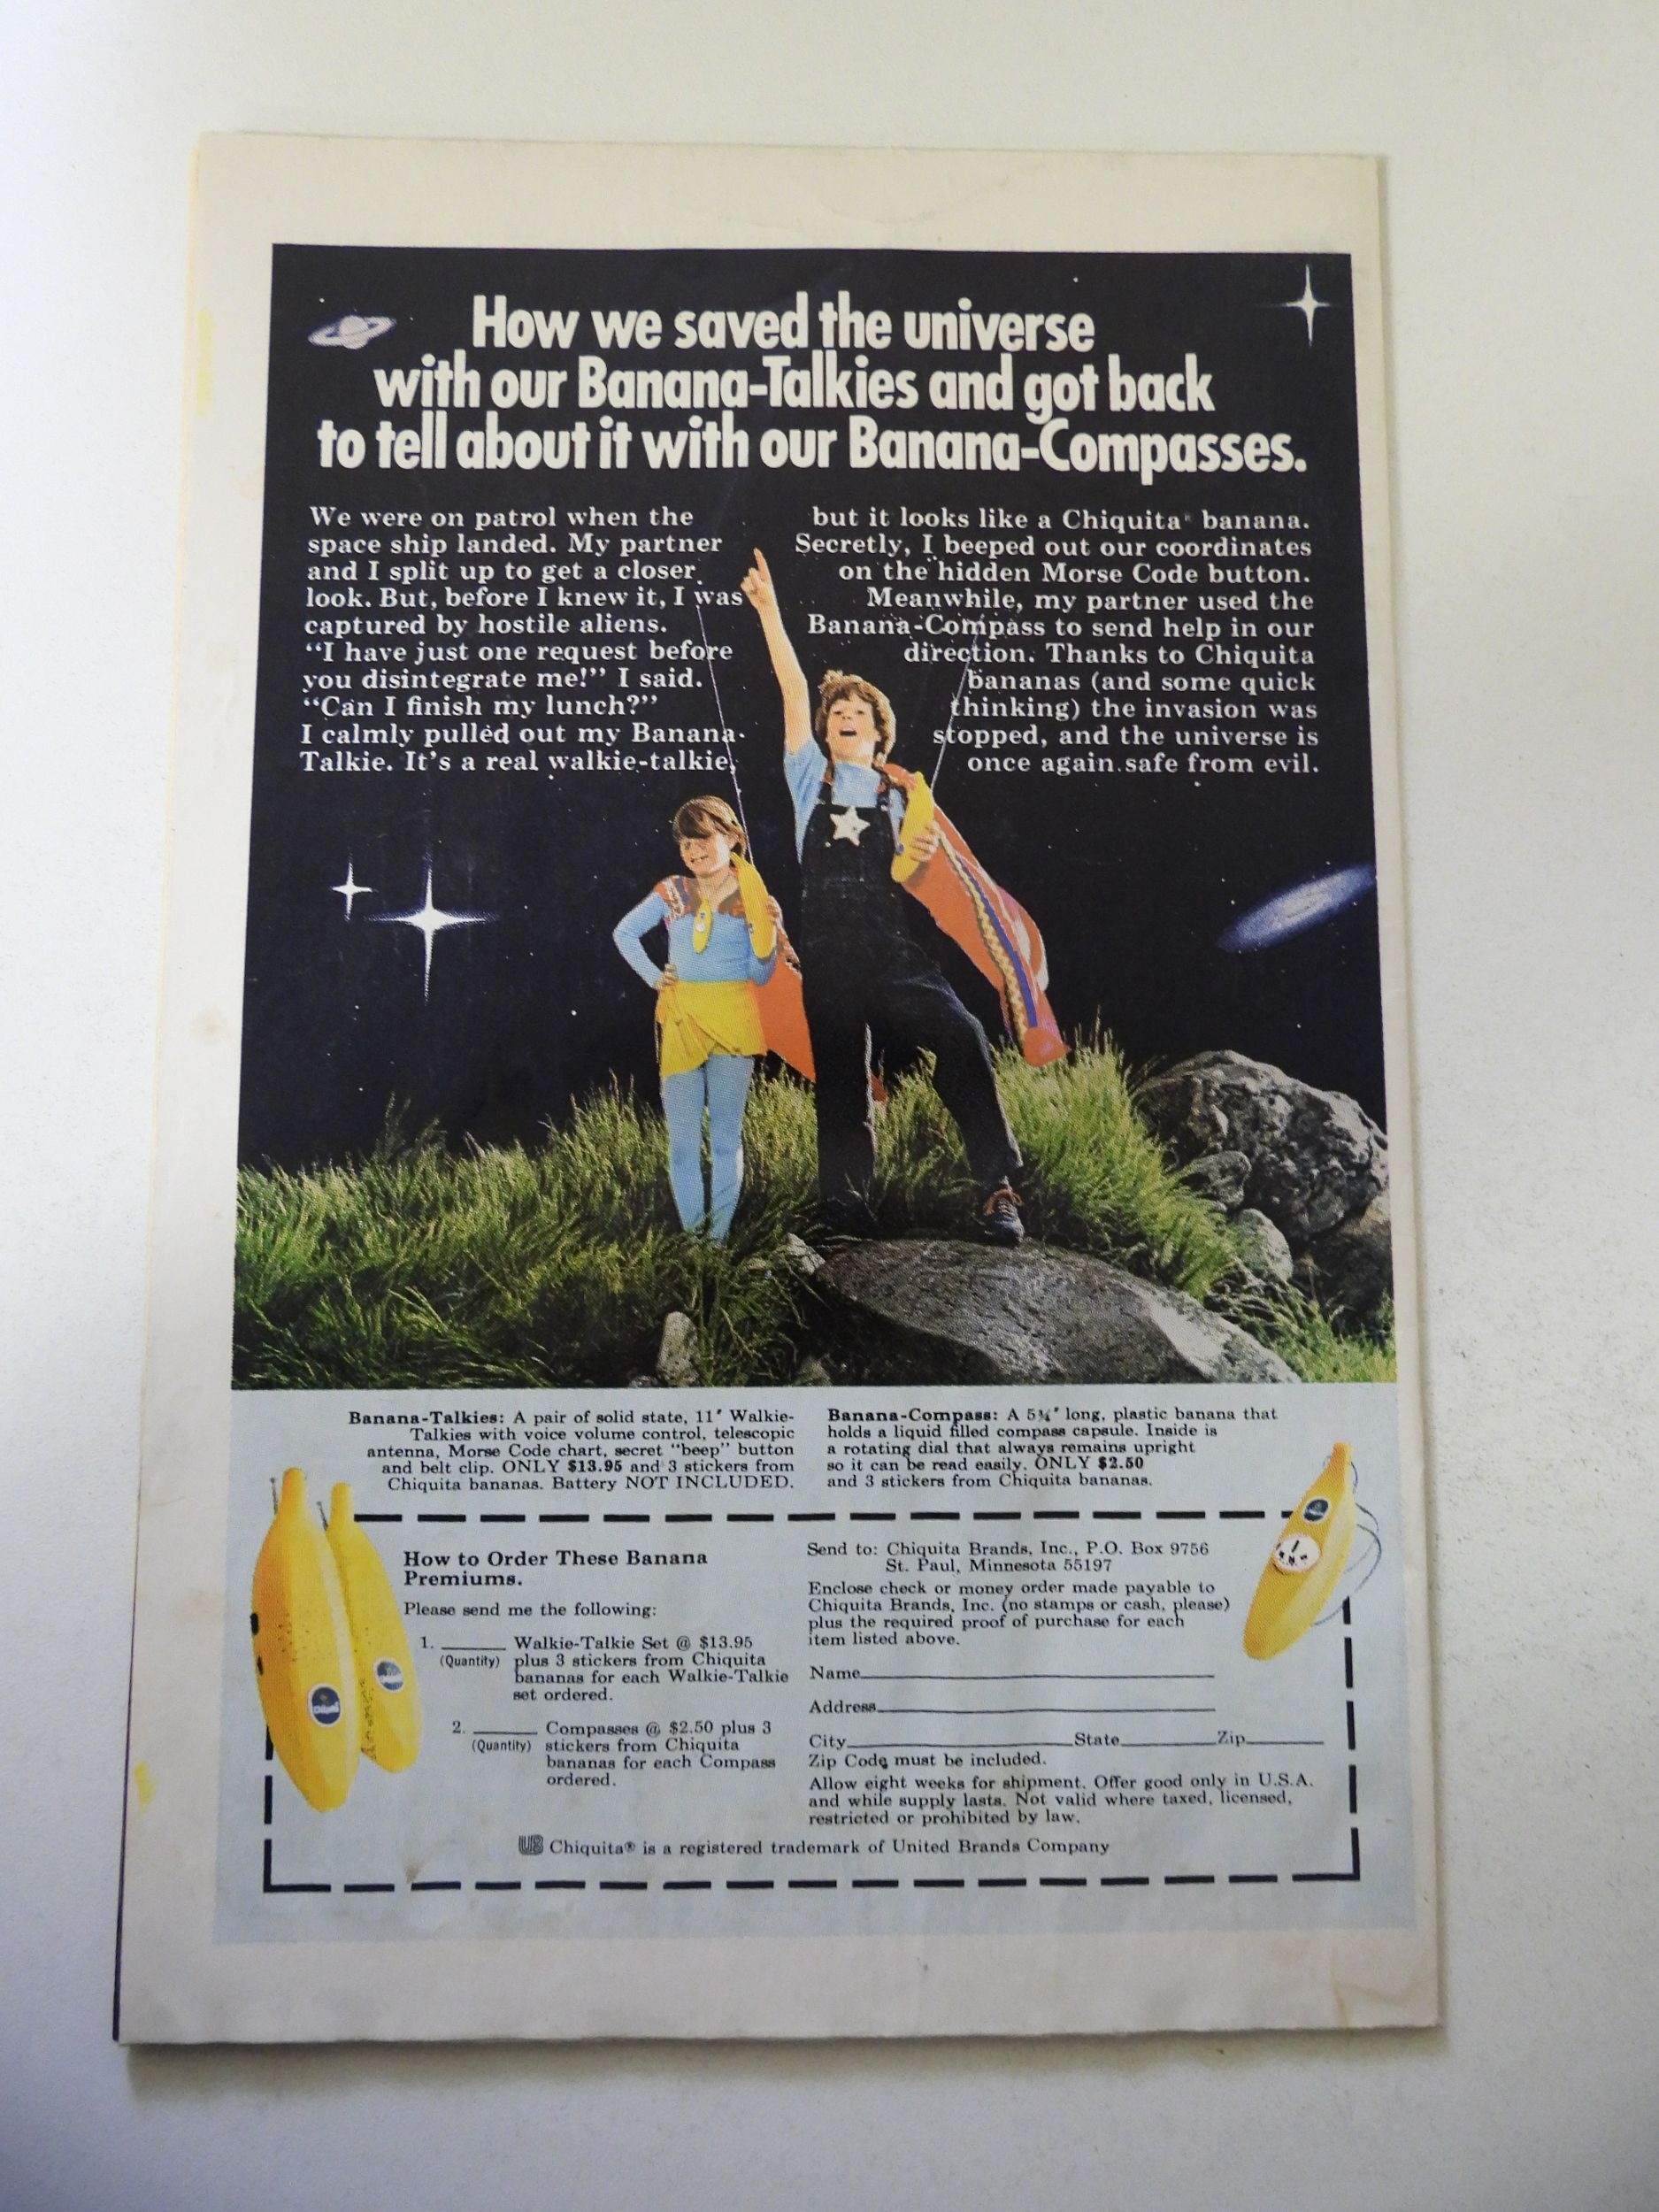 How we saved the universe
with our Banana-Talkies and got back
to tell about it with our Banana-Compasses.
We were on patrol when the
space ship landed. My partner
and I split up to get a closer
look. But, before I knew it, I was
captured by hostile aliens.
“I have just one request before
you disintegrate me!” I said.
“Can I finish my lunch?”
I calmly pulled out my Banana-
Talkie. It’s a real walkie-talkie,
but it looks like a Chiquita® banana.
Secretly, I beeped out our coordinates
on the hidden Morse Code button.
Meanwhile, my partner used the
Banana-Compass to send help in our
direction. Thanks to Chiquita
bananas (and some quick
thinking) the invasion was
stopped, and the universe is
once again safe from evil.
Banana-Talkies: A pair of solid state, 11" Walkie-
Talkies with voice volume control, telescopic
antenna, Morse Code chart, secret "beep" button
and belt clip. ONLY $13.95 and 3 stickers from
Chiquita bananas. Battery NOT INCLUDED.
Banana-Compass: A 5¾" long, plastic banana that
holds a liquid filled compass capsule. Inside is
a rotating dial that always remains upright
so it can be read easily. ONLY $2.50
and 3 stickers from Chiquita bananas.
How to Order These Banana
Premiums.
Please send me the following:
1. ______ Walkie-Talkie Set @ $13.95
(Quantity) plus 3 stickers from Chiquita
bananas for each Walkie-Talkie
set ordered.
2. ______ Compasses @ $2.50 plus 3
(Quantity) stickers from Chiquita
bananas for each Compass
ordered.
Send to: Chiquita Brands, Inc., P.O. Box 9756
St. Paul, Minnesota 55197
Enclose check or money order made payable to
Chiquita Brands, Inc. (no stamps or cash, please)
plus the required proof of purchase for each
item listed above.
Name
Address
City State Zip
Zip Code must be included.
Allow eight weeks for shipment. Offer good only in U.S.A.
and while supply lasts. Not valid where taxed, licensed,
restricted or prohibited by law.
UB Chiquita® is a registered trademark of United Brands Company
Chiquita